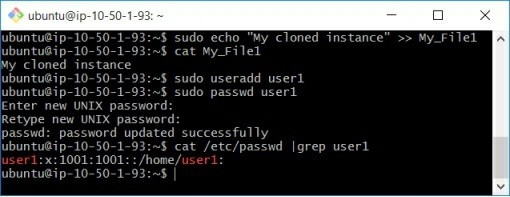 ubuntu@ip-10-50-1-93: ~
ubuntu@ip-10-50-1-93:~$ sudo echo "My cloned instance" >> My_File1
ubuntu@ip-10-50-1-93:~$ cat My_File1
My cloned instance
ubuntu@ip-10-50-1-93:~$ sudo useradd user1
ubuntu@ip-10-50-1-93:~$ sudo passwd user1
Enter new UNIX password:
Retype new UNIX password:
passwd: password updated successfully
ubuntu@ip-10-50-1-93:~$ cat /etc/passwd |grep user1
user1:x:1001:1001::/home/user1:
ubuntu@ip-10-50-1-93:~$